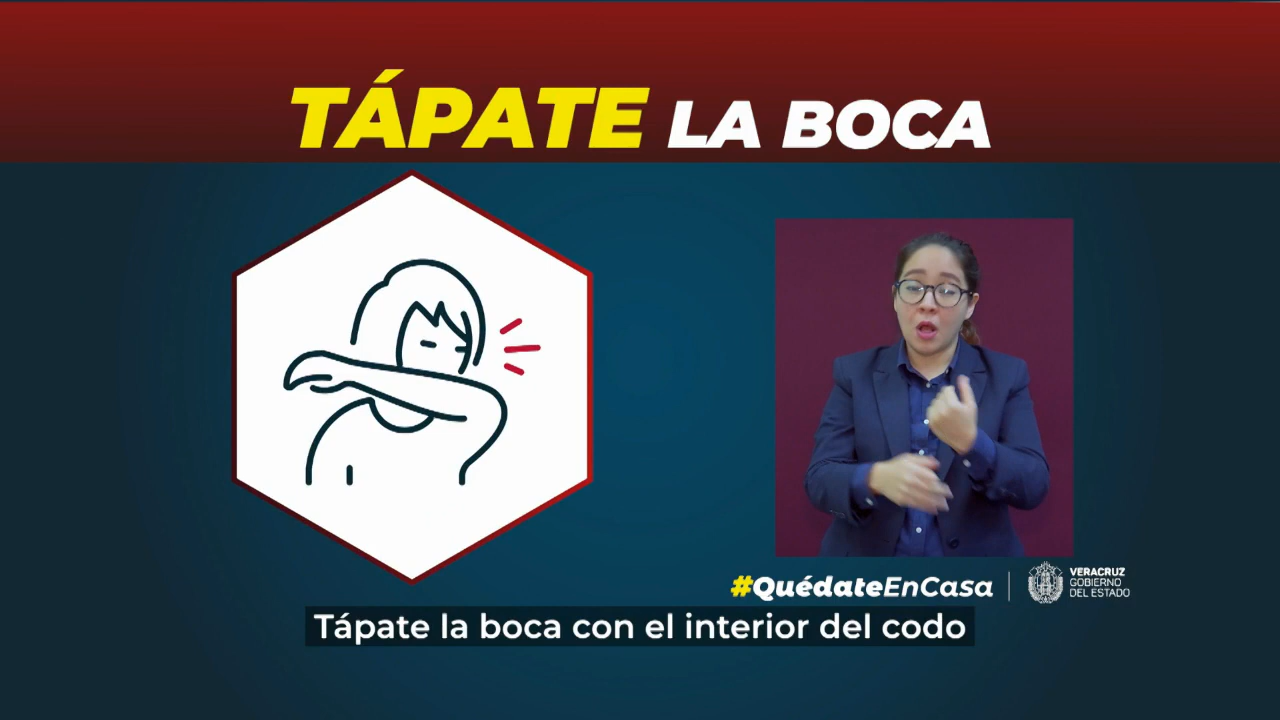 TÁPATE LA BOCA
#QuédateEnCasa
VERACRUZ
GOBIERNO
DEL ESTADO
Tápate la boca con el interior del codo